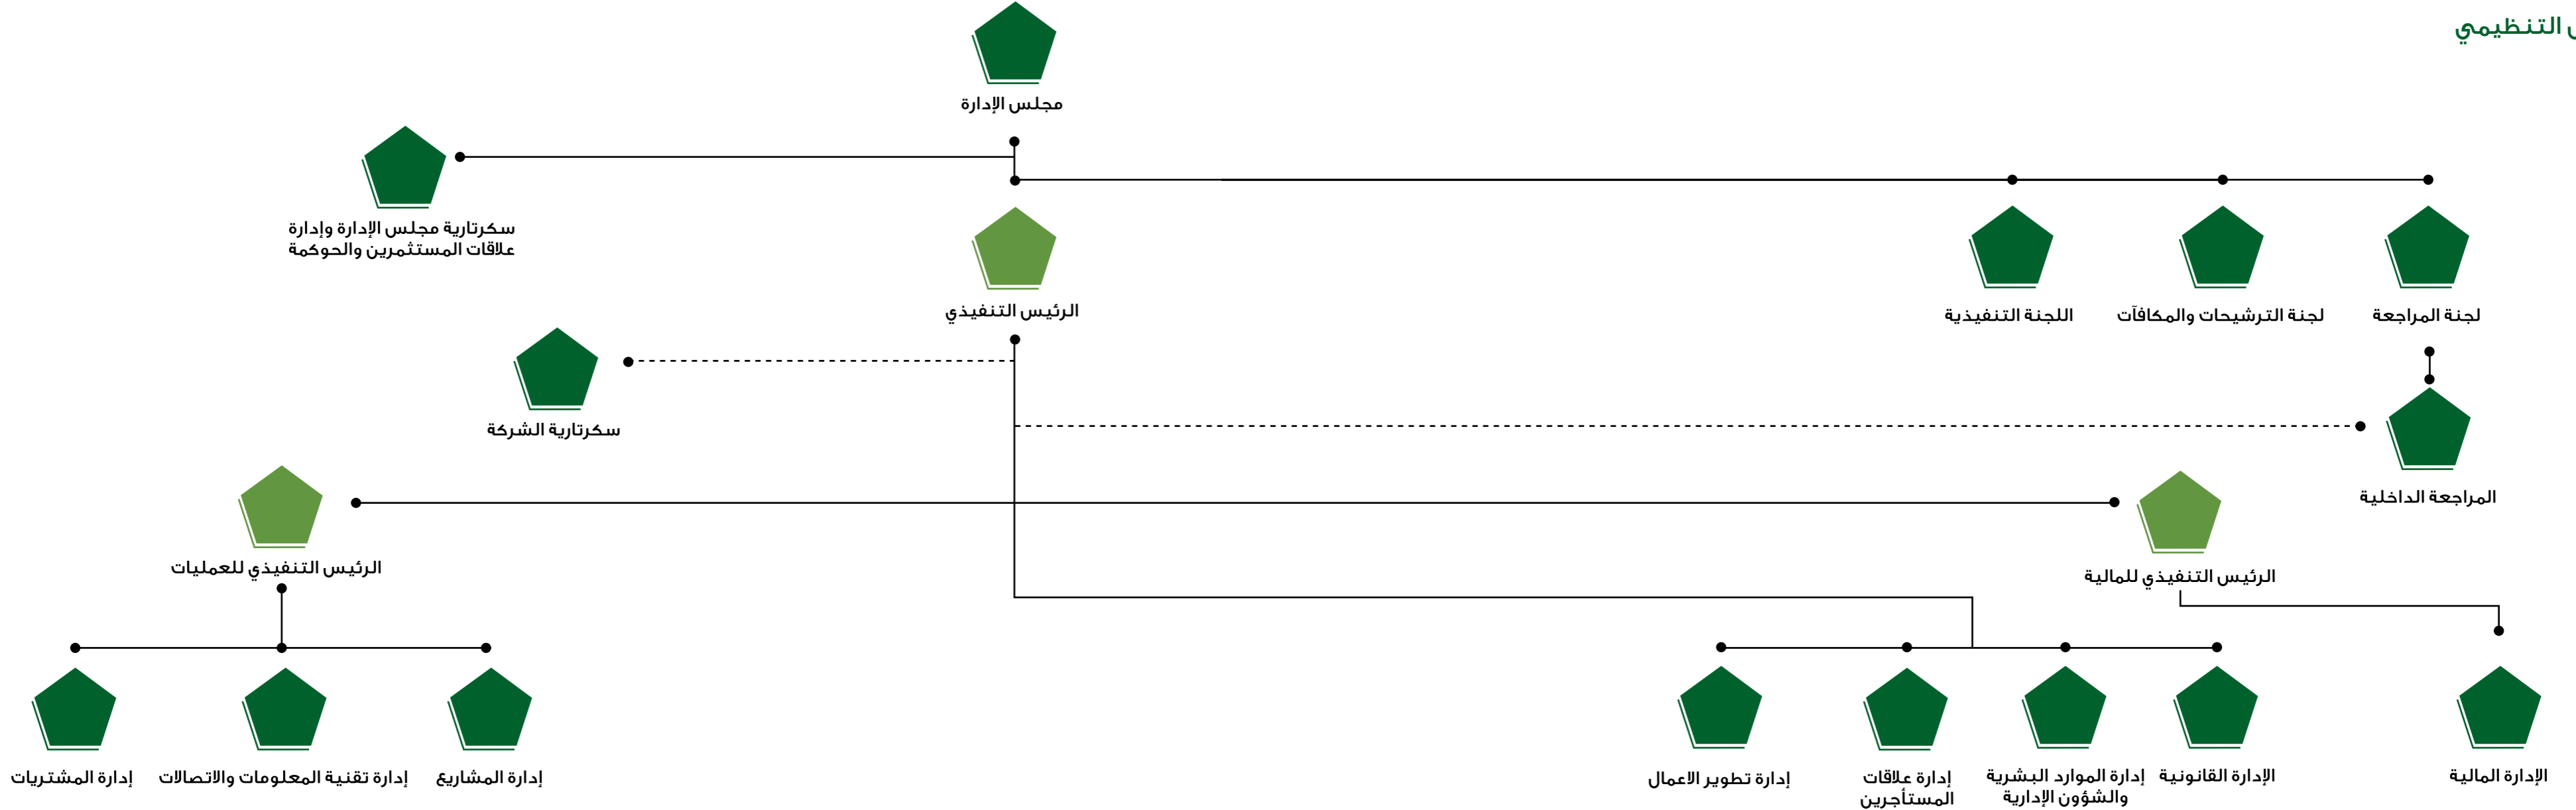 التنظيمي
مجلس الإدارة
سكرتارية مجلس الإدارة وإدارة
علاقات المستثمرين والحوكمة
الرئيس التنفيذي
لجنة المراجعة
لجنة الترشيحات والمكافآت
اللجنة التنفيذية
سكرتارية الشركة
المراجعة الداخلية
الرئيس التنفيذي للمالية
الرئيس التنفيذي للعمليات
الإدارة المالية
الإدارة القانونية
إدارة الموارد البشرية
والشؤون الإدارية
إدارة علاقات
المستأجرين
إدارة تطوير الاعمال
إدارة المشاريع
إدارة تقنية المعلومات والاتصالات
إدارة المشتريات